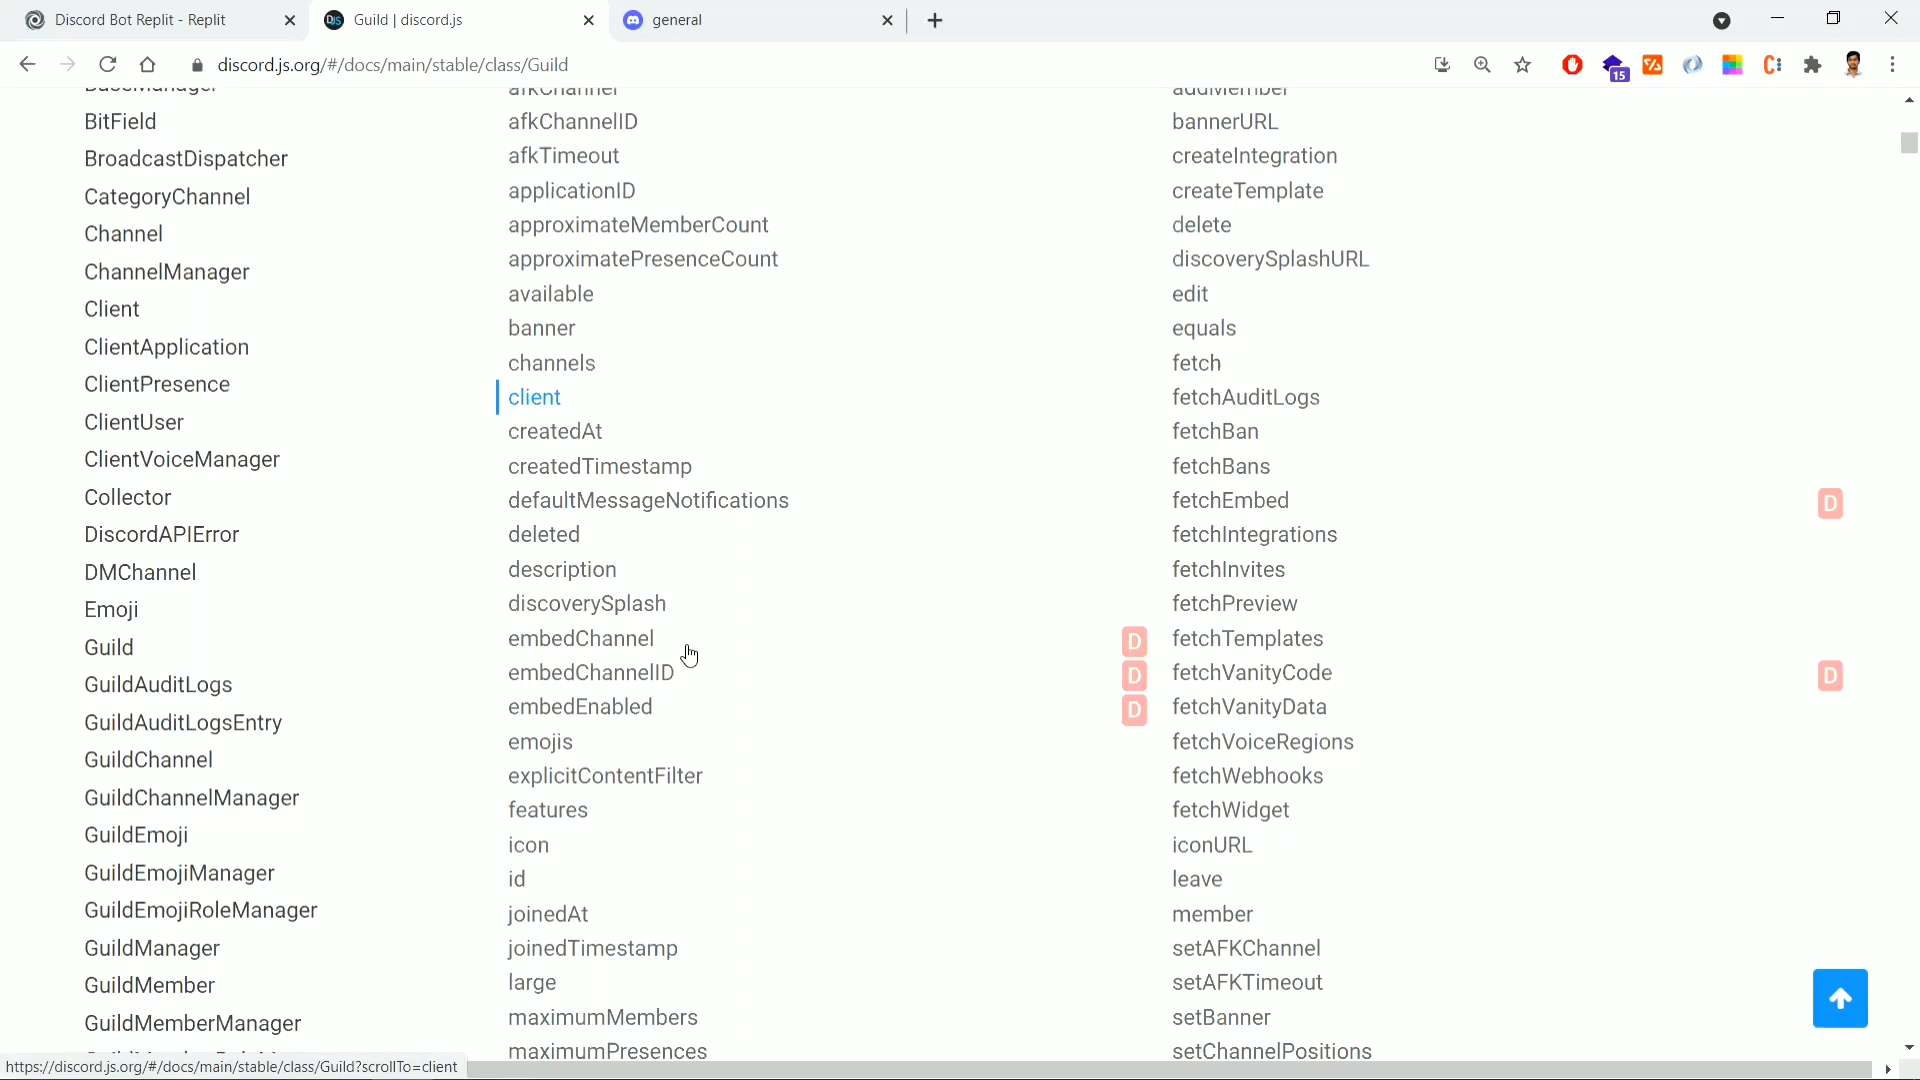 Discord Bot Replit - Replit
Guild | discord.js
general
discord.js.org/#/docs/main/stable/class/Guild
15
BaseManager
BitField
BroadcastDispatcher
CategoryChannel
Channel
ChannelManager
Client
ClientApplication
ClientPresence
ClientUser
ClientVoiceManager
Collector
DiscordAPIError
DMChannel
Emoji
Guild
GuildAuditLogs
GuildAuditLogsEntry
GuildChannel
GuildChannelManager
GuildEmoji
GuildEmojiManager
GuildEmojiRoleManager
GuildManager
GuildMember
GuildMemberManager
afkChannel
afkChannelID
afkTimeout
applicationID
approximateMemberCount
approximatePresenceCount
available
banner
channels
client
createdAt
createdTimestamp
defaultMessageNotifications
deleted
description
discoverySplash
embedChannel D
embedChannelID D
embedEnabled D
emojis
explicitContentFilter
features
icon
id
joinedAt
joinedTimestamp
large
maximumMembers
maximumPresences
addMember
bannerURL
createIntegration
createTemplate
delete
discoverySplashURL
edit
equals
fetch
fetchAuditLogs
fetchBan
fetchBans
fetchEmbed D
fetchIntegrations
fetchInvites
fetchPreview
fetchTemplates
fetchVanityCode D
fetchVanityData
fetchVoiceRegions
fetchWebhooks
fetchWidget
iconURL
leave
member
setAFKChannel
setAFKTimeout
setBanner
setChannelPositions
https://discord.js.org/#/docs/main/stable/class/Guild?scrollTo=client